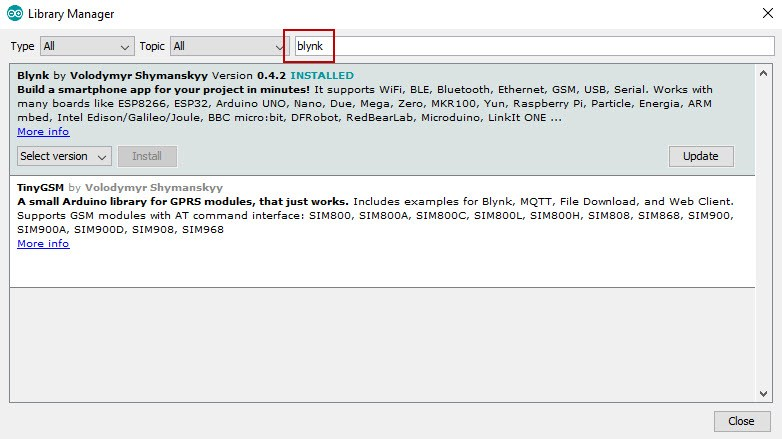 Library Manager
Type All Topic All blynk
Blynk by Volodymyr Shymanskyy Version 0.4.2 INSTALLED
Build a smartphone app for your project in minutes! It supports WiFi, BLE, Bluetooth, Ethernet, GSM, USB, Serial. Works with
many boards like ESP8266, ESP32, Arduino UNO, Nano, Due, Mega, Zero, MKR100, Yun, Raspberry Pi, Particle, Energia, ARM
mbed, Intel Edison/Galileo/Joule, BBC micro:bit, DFRobot, RedBearLab, Microduino, LinkIt ONE ...
More info
Select version Install Update
TinyGSM by Volodymyr Shymanskyy
A small Arduino library for GPRS modules, that just works. Includes examples for Blynk, MQTT, File Download, and Web Client.
Supports GSM modules with AT command interface: SIM800, SIM800A, SIM800C, SIM800L, SIM800H, SIM808, SIM868, SIM900,
SIM900A, SIM900D, SIM908, SIM968
More info
Close